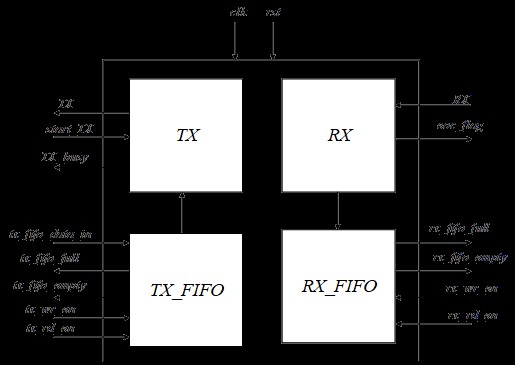 clk rst
TX
start_TX
TX_busy
TX
RX
RX
tx_fifo_data_in
tx_fifo_full
tx_fifo_empty
tx_wr_en
tx_rd_en
TX_FIFO
RX_FIFO
rx_fifo_full
rx_fifo_empty
rx_wr_en
rx_rd_en